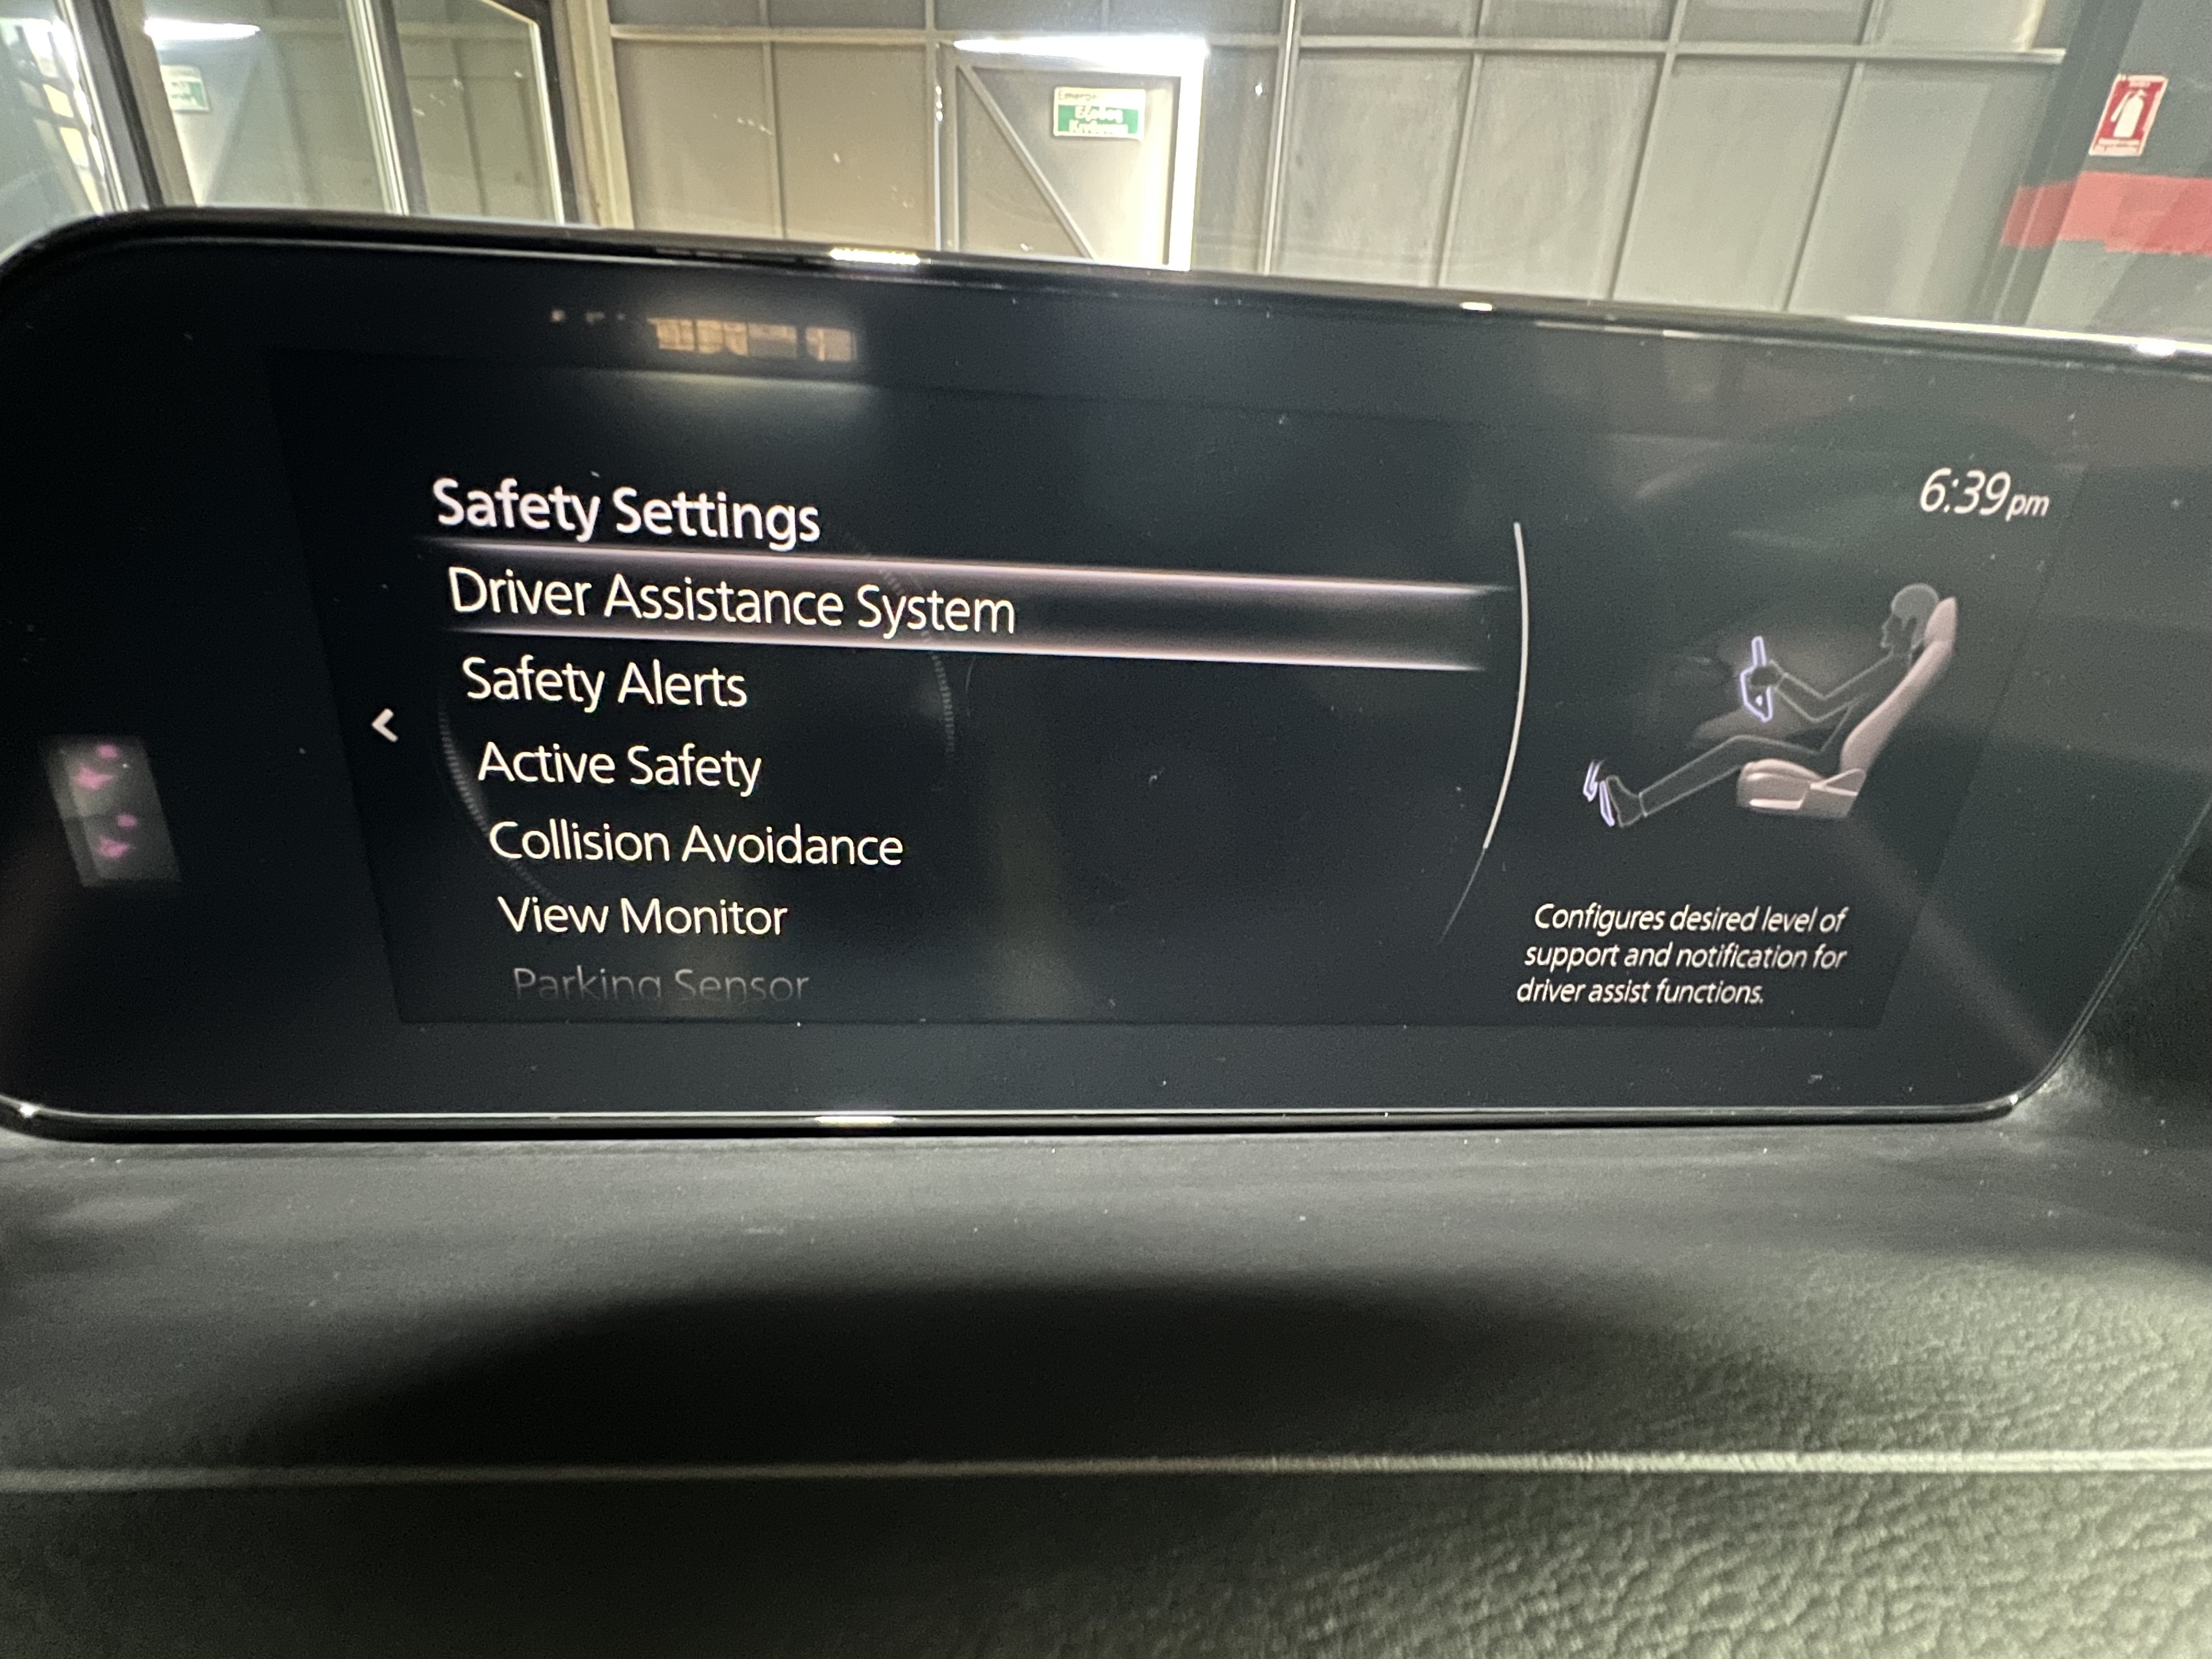 Safety Settings
6:39pm
Driver Assistance System
Safety Alerts
Active Safety
Collision Avoidance
View Monitor
Parking Sensor
Configures desired level of
support and notification for
driver assist functions.